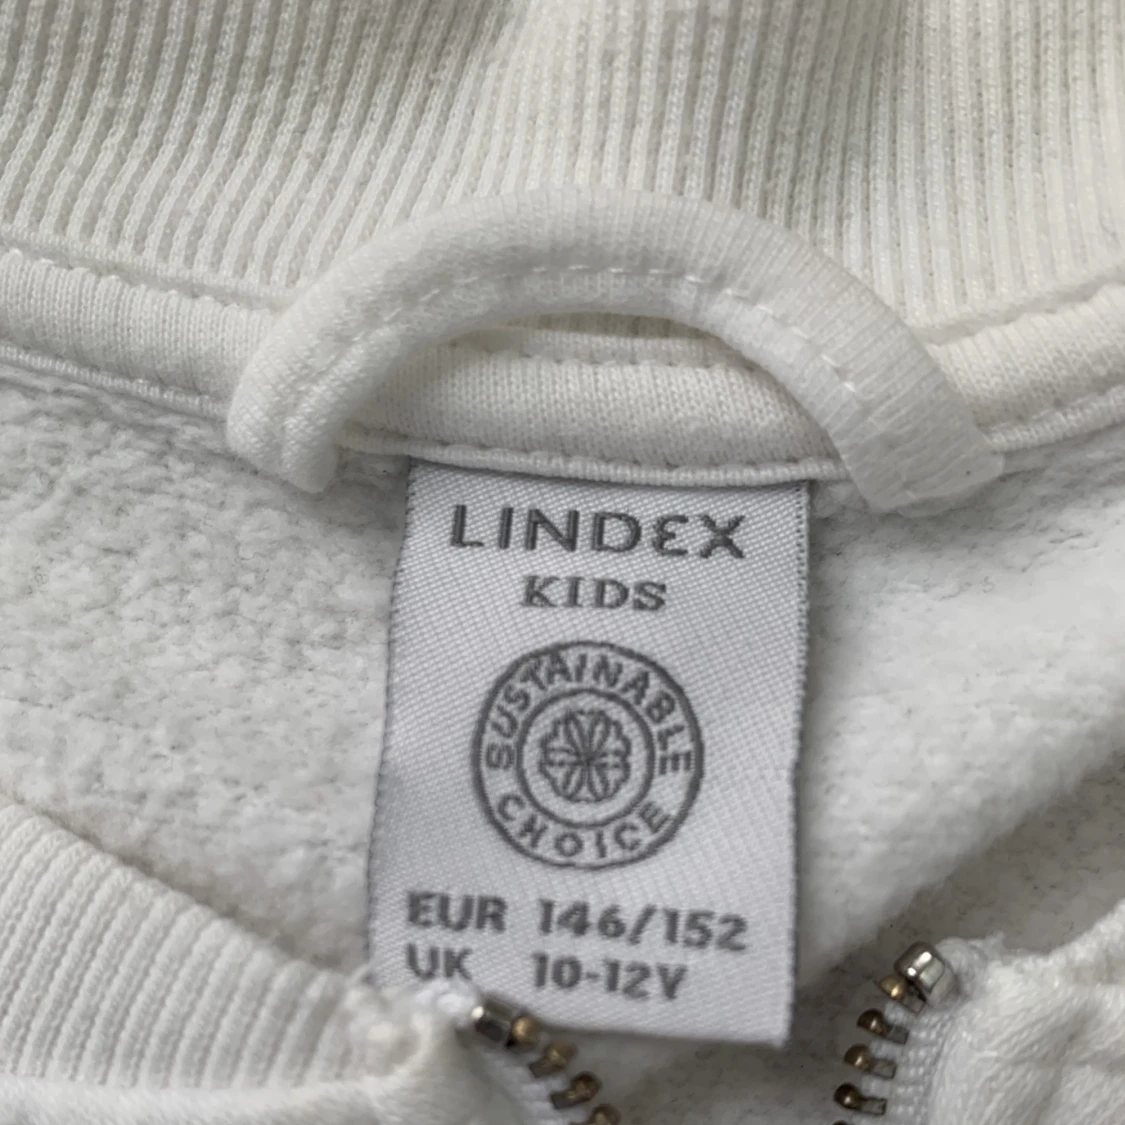 LINDEX
KIDS
SUSTAINABLE
CHOICE
EUR 146/152
UK 10-12Y